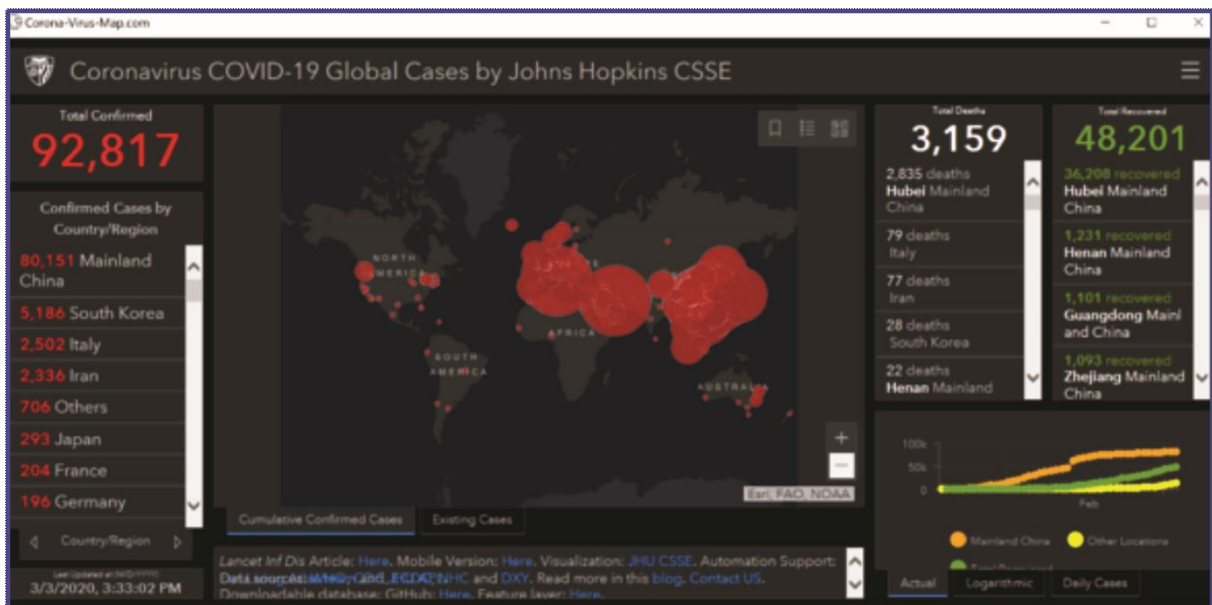 Corona-Virus-Map.com
Coronavirus COVID-19 Global Cases by Johns Hopkins CSSE
Total Confirmed
92,817
Confirmed Cases by
Country/Region
80,151 Mainland
China
5,186 South Korea
2,502 Italy
2,336 Iran
706 Others
293 Japan
204 France
196 Germany
Country/Region
Last Updated at
3/3/2020, 3:33:02 PM
NORTH
AMERICA
SOUTH
AMERICA
AFRICA
AUSTRALIA
+
−
Esri, FAO, NOAA
Cumulative Confirmed Cases
Existing Cases
Lancet Inf Dis Article: Here. Mobile Version: Here. Visualization: JHU CSSE. Automation Support:
and DXY. Read more in this blog. Contact US.
Downloadable database: GitHub: Here. Feature layer: Here.
Total Deaths
3,159
2,835 deaths
Hubei Mainland
China
79 deaths
Italy
77 deaths
Iran
28 deaths
South Korea
22 deaths
Henan Mainland
Total Recovered
48,201
36,208 recovered
Hubei Mainland
China
1,231 recovered
Henan Mainland
China
1,101 recovered
Guangdong Mainl
and China
1,093 recovered
Zhejiang Mainland
China
100k
50k
0
Feb
Mainland China
Other Locations
Total Recovered
Actual
Logarithmic
Daily Cases